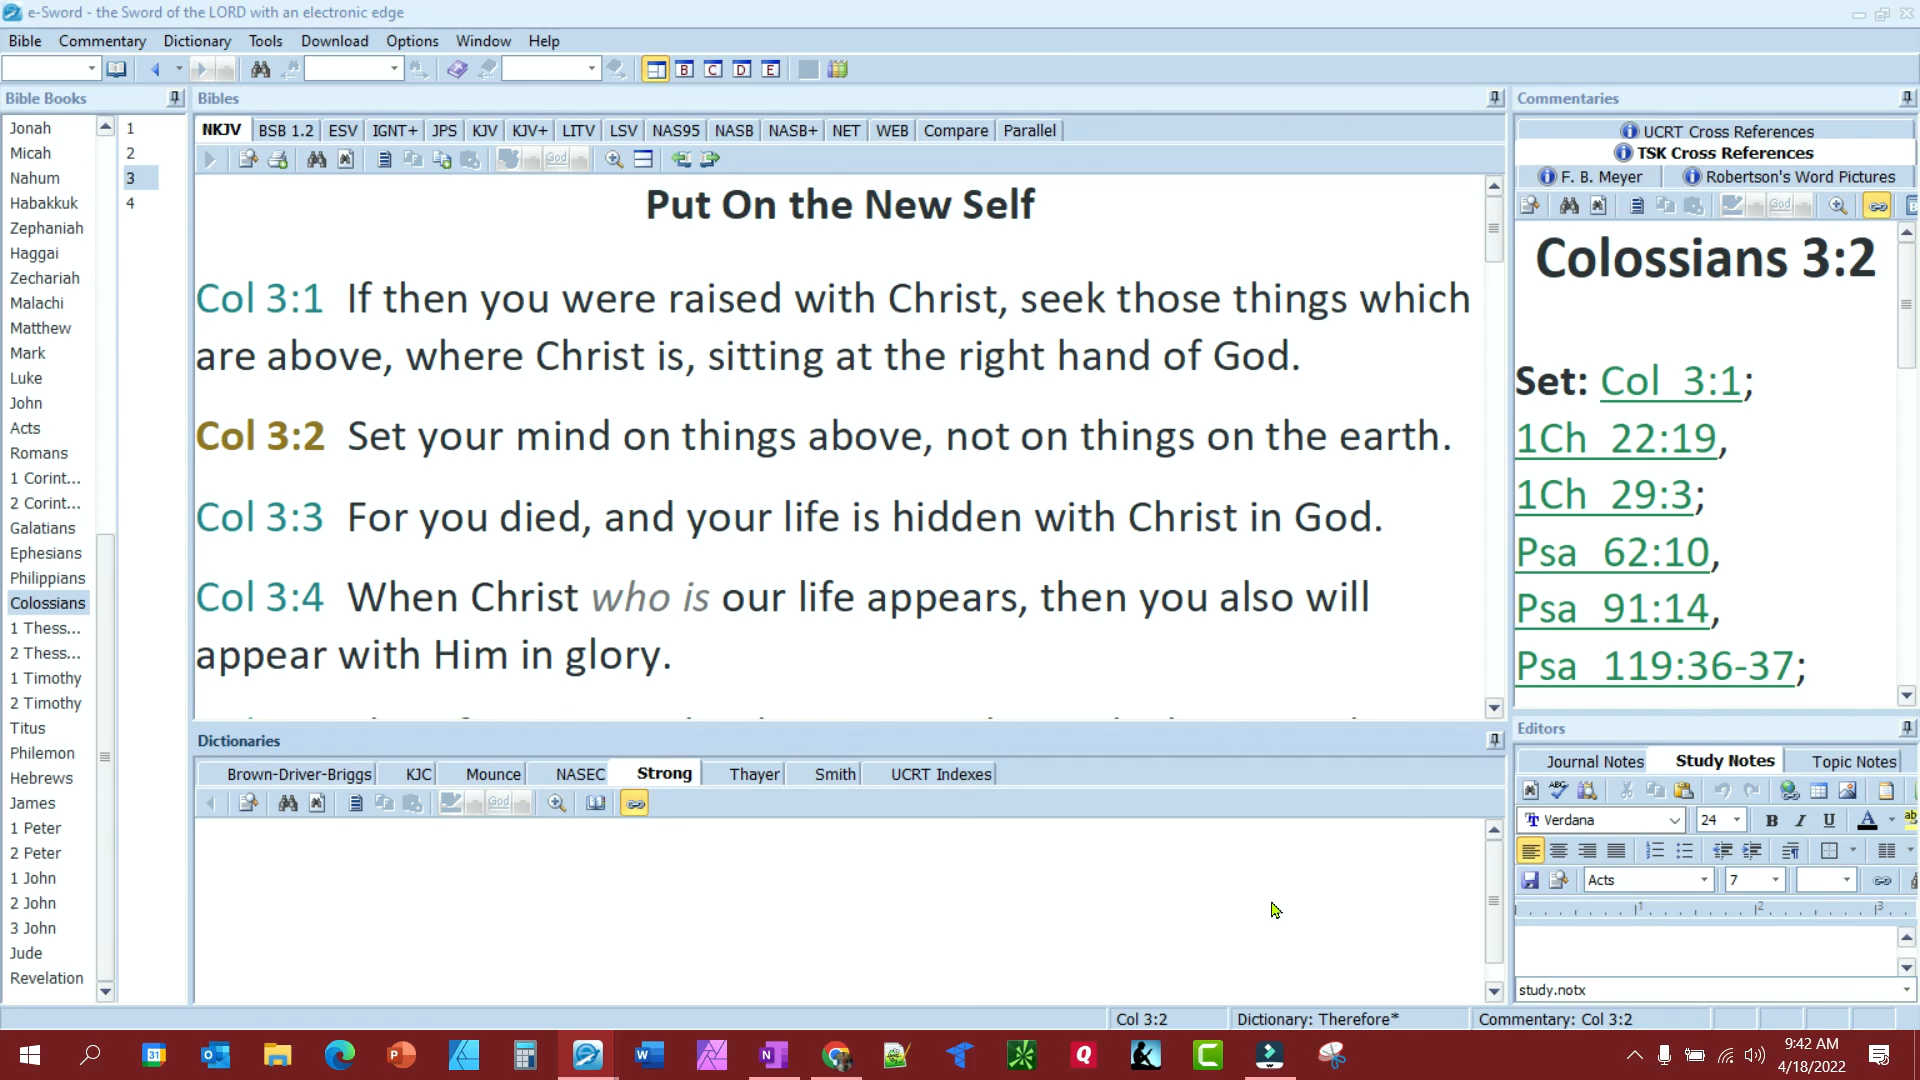 e-Sword - the Sword of the LORD with an electronic edge
Bible Commentary Dictionary Tools Download Options Window Help
B C D E
Bible Books
Jonah
Micah
Nahum
Habakkuk
Zephaniah
Haggai
Zechariah
Malachi
Matthew
Mark
Luke
John
Acts
Romans
1 Corint...
2 Corint...
Galatians
Ephesians
Philippians
Colossians
1 Thess...
2 Thess...
1 Timothy
2 Timothy
Titus
Philemon
Hebrews
James
1 Peter
2 Peter
1 John
2 John
3 John
Jude
Revelation
1
2
3
4
Bibles
NKJV BSB 1.2 ESV IGNT+ JPS KJV KJV+ LITV LSV NAS95 NASB NASB+ NET WEB Compare Parallel
God
Put On the New Self
Col 3:1 If then you were raised with Christ, seek those things which
are above, where Christ is, sitting at the right hand of God.
Col 3:2 Set your mind on things above, not on things on the earth.
Col 3:3 For you died, and your life is hidden with Christ in God.
Col 3:4 When Christ who is our life appears, then you also will
appear with Him in glory.
Dictionaries
Brown-Driver-Briggs KJC Mounce NASEC Strong Thayer Smith UCRT Indexes
God
Commentaries
UCRT Cross References
TSK Cross References
F. B. Meyer Robertson's Word Pictures
God
Colossians 3:2
Set: Col 3:1;
1Ch 22:19,
1Ch 29:3;
Psa 62:10,
Psa 91:14,
Psa 119:36-37;
Editors
Journal Notes Study Notes Topic Notes
ABC
Verdana 24 B I U A ab
Acts 7
1 2 3
study.notx
Col 3:2 Dictionary: Therefore* Commentary: Col 3:2
31
9:42 AM
4/18/2022